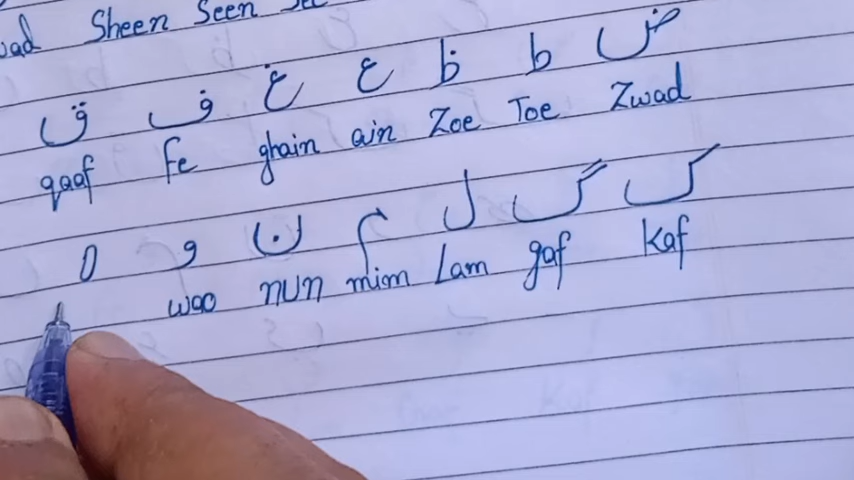 Sheen Seen
ض ط ظ ع غ ف ق
qaaf Fe ghain ain Zoe Toe Zwad
ک گ ل م ن و ه
wao nun mim Lam gaf Kaf